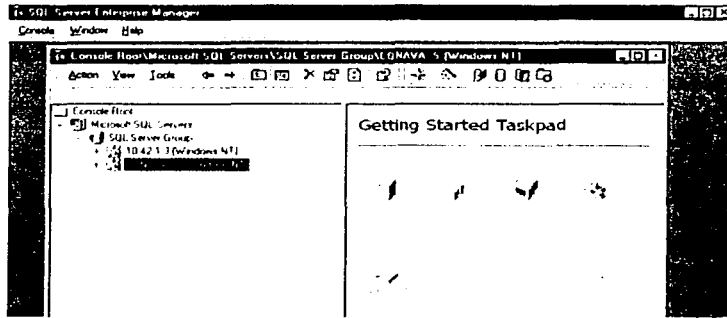 SQL Server Enterprise Manager
Console Window Help
Console Root\Microsoft SQL Servers\SQL Server Group\ (Windows NT)
Action View Tools
Console Root
Microsoft SQL Servers
SQL Server Group
10.42.1.3 (Windows NT)
Getting Started Taskpad